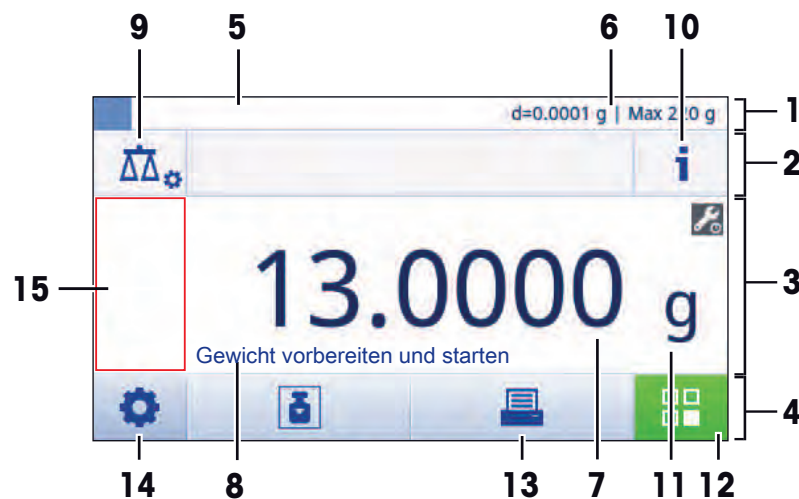 9 5 6 10
d=0.0001 g | Max 220 g 1
i 2
13.0000 g 3
15
Gewicht vorbereiten und starten
4
14 8 13 7 11 12